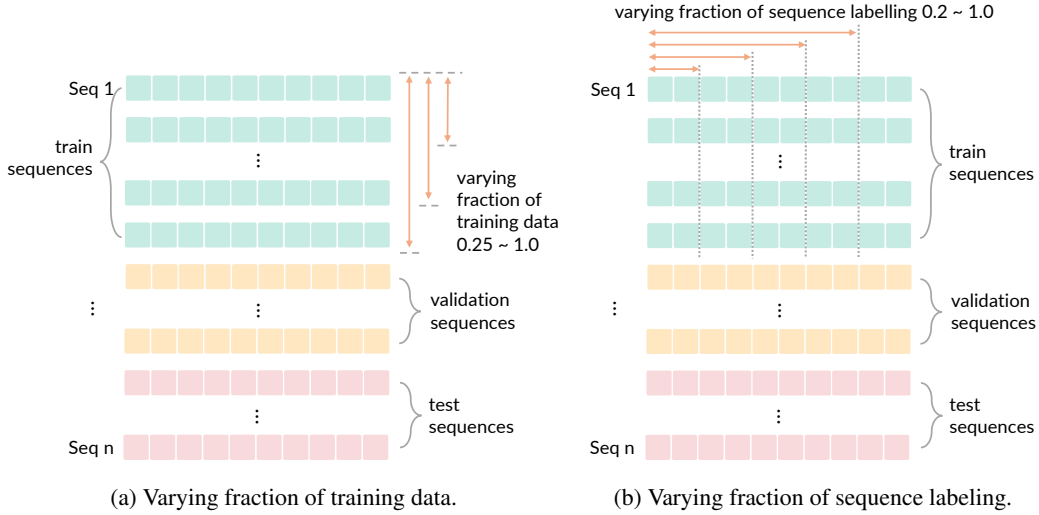 Seq 1
train
sequences
varying
fraction of
training data
0.25 ~ 1.0
validation
sequences
test
sequences
Seq n
(a) Varying fraction of training data.
varying fraction of sequence labelling 0.2 ~ 1.0
Seq 1
train
sequences
validation
sequences
test
sequences
Seq n
(b) Varying fraction of sequence labeling.